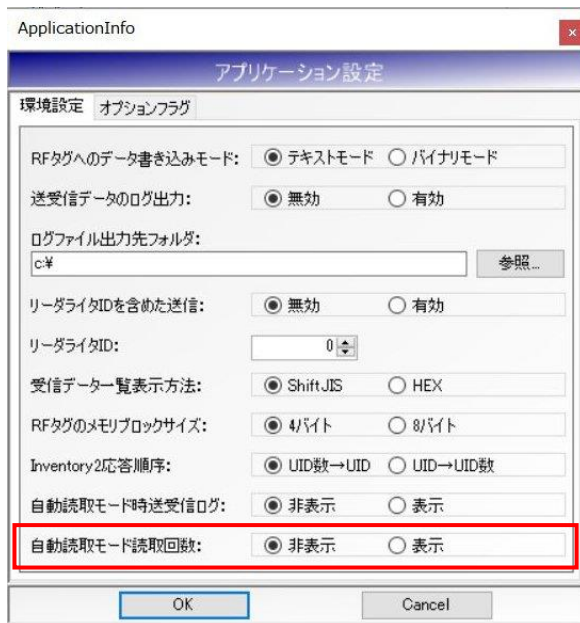 ApplicationInfo
アプリケーション設定
環境設定 オプションフラグ
RFタグへのデータ書き込みモード: テキストモード バイナリモード
送受信データのログ出力: 無効 有効
ログファイル出力先フォルダ:
c:¥ 参照...
リーダライタIDを含めた送信: 無効 有効
リーダライタID: 0
受信データ一覧表示方法: ShiftJIS HEX
RFタグのメモリブロックサイズ: 4バイト 8バイト
Inventory2応答順序: UID数→UID UID→UID数
自動読取モード時送受信ログ: 非表示 表示
自動読取モード読取回数: 非表示 表示
OK Cancel